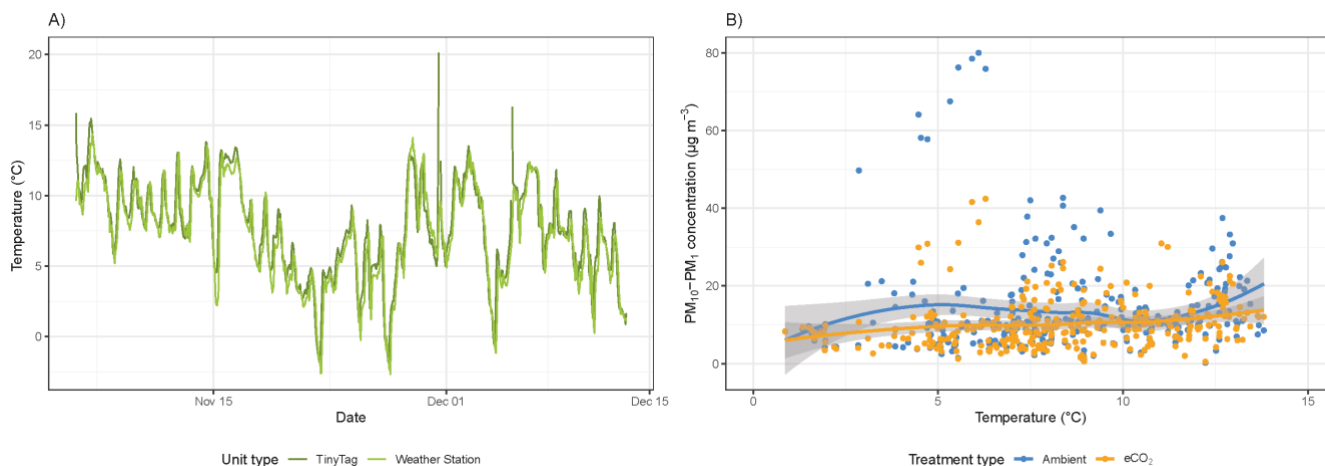 A)
Temperature (°C)
20
15
10
5
0
Nov 15
Dec 01
Dec 15
Date
Unit type TinyTag Weather Station
B)
PM₁₀−PM₁ concentration (µg m⁻³)
80
60
40
20
0
0
5
10
15
Temperature (°C)
Treatment type Ambient eCO₂